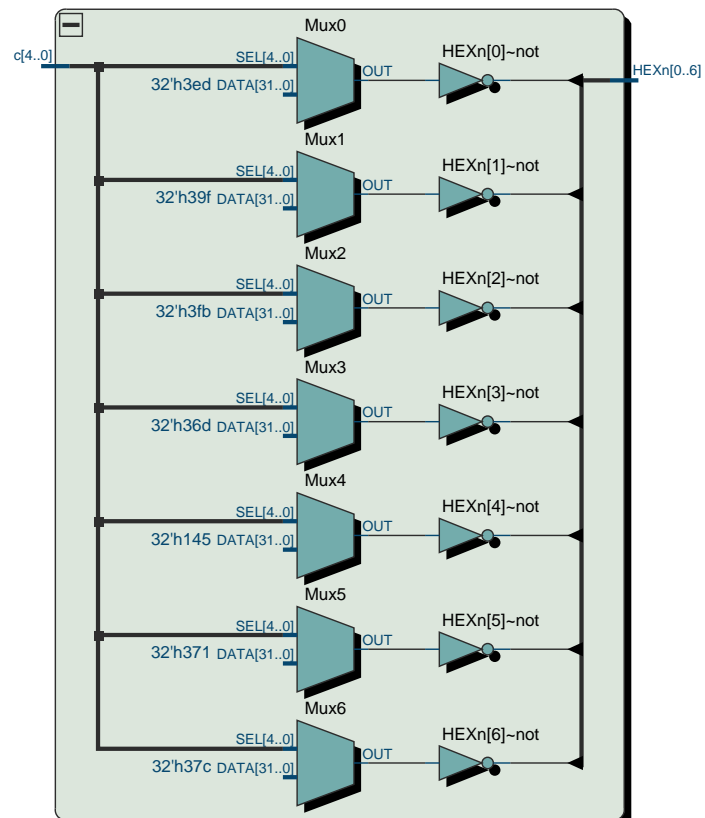 Mux0
c[4..0]
SEL[4..0]
32'h3ed DATA[31..0]
OUT
HEXn[0]~not
HEXn[0..6]
Mux1
SEL[4..0]
32'h39f DATA[31..0]
OUT
HEXn[1]~not
Mux2
SEL[4..0]
32'h3fb DATA[31..0]
OUT
HEXn[2]~not
Mux3
SEL[4..0]
32'h36d DATA[31..0]
OUT
HEXn[3]~not
Mux4
SEL[4..0]
32'h145 DATA[31..0]
OUT
HEXn[4]~not
Mux5
SEL[4..0]
32'h371 DATA[31..0]
OUT
HEXn[5]~not
Mux6
SEL[4..0]
32'h37c DATA[31..0]
OUT
HEXn[6]~not